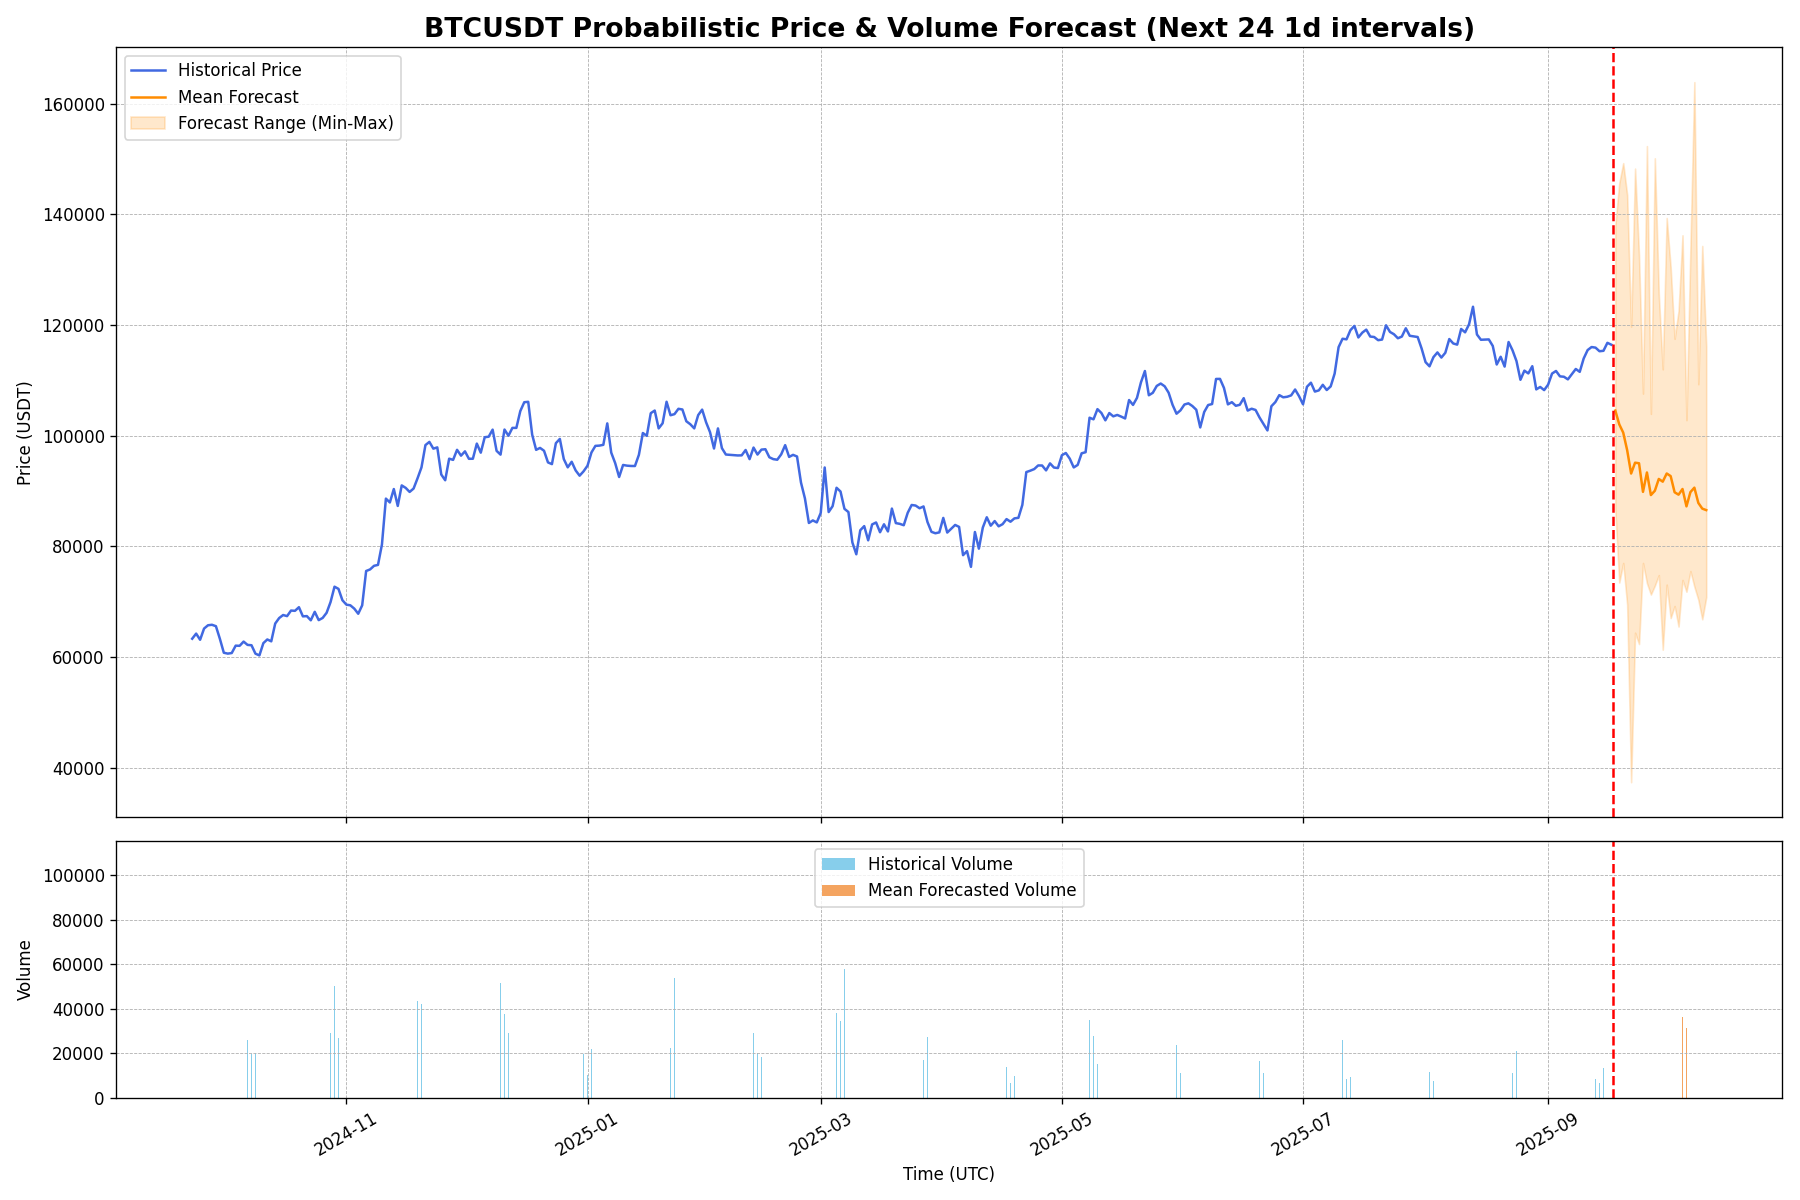 BTCUSDT Probabilistic Price & Volume Forecast (Next 24 1d intervals)
Historical Price
Mean Forecast
Forecast Range (Min-Max)
Price (USDT)
160000
140000
120000
100000
80000
60000
40000
Historical Volume
Mean Forecasted Volume
Volume
100000
80000
60000
40000
20000
0
2024-11
2025-01
2025-03
2025-05
2025-07
2025-09
Time (UTC)